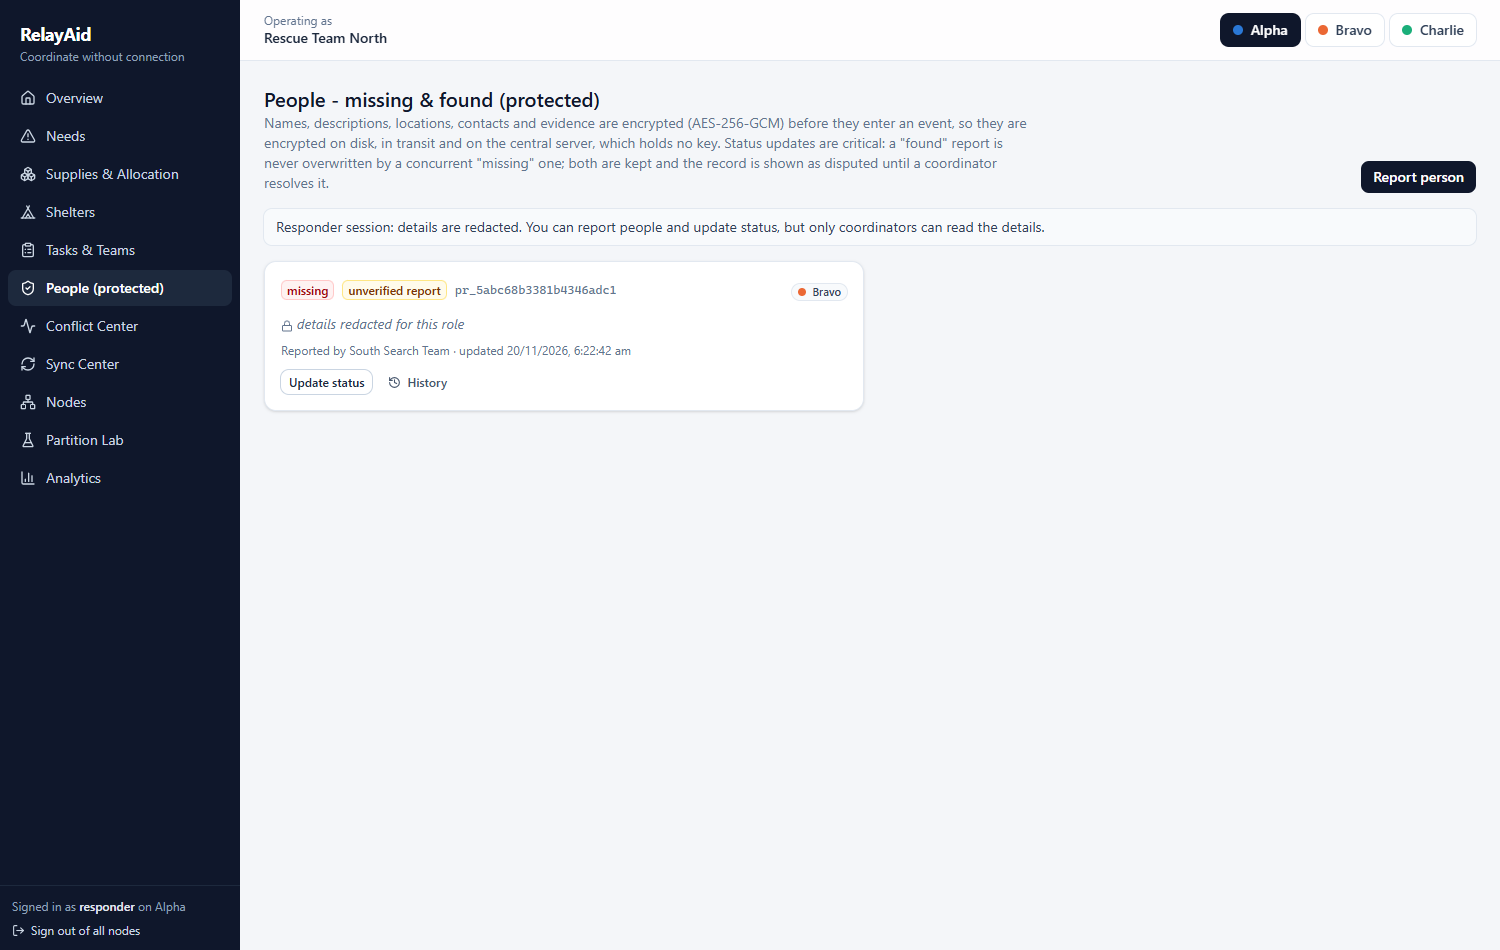 RelayAid
Coordinate without connection
Overview
Needs
Supplies & Allocation
Shelters
Tasks & Teams
People (protected)
Conflict Center
Sync Center
Nodes
Partition Lab
Analytics
Signed in as responder on Alpha
Sign out of all nodes
Operating as
Rescue Team North
Alpha
Bravo
Charlie
People - missing & found (protected)
Names, descriptions, locations, contacts and evidence are encrypted (AES-256-GCM) before they enter an event, so they are
encrypted on disk, in transit and on the central server, which holds no key. Status updates are critical: a "found" report is
never overwritten by a concurrent "missing" one; both are kept and the record is shown as disputed until a coordinator
resolves it.
Report person
Responder session: details are redacted. You can report people and update status, but only coordinators can read the details.
missing unverified report pr_5abc68b3381b4346adc1
Bravo
details redacted for this role
Reported by South Search Team · updated 20/11/2026, 6:22:42 am
Update status History